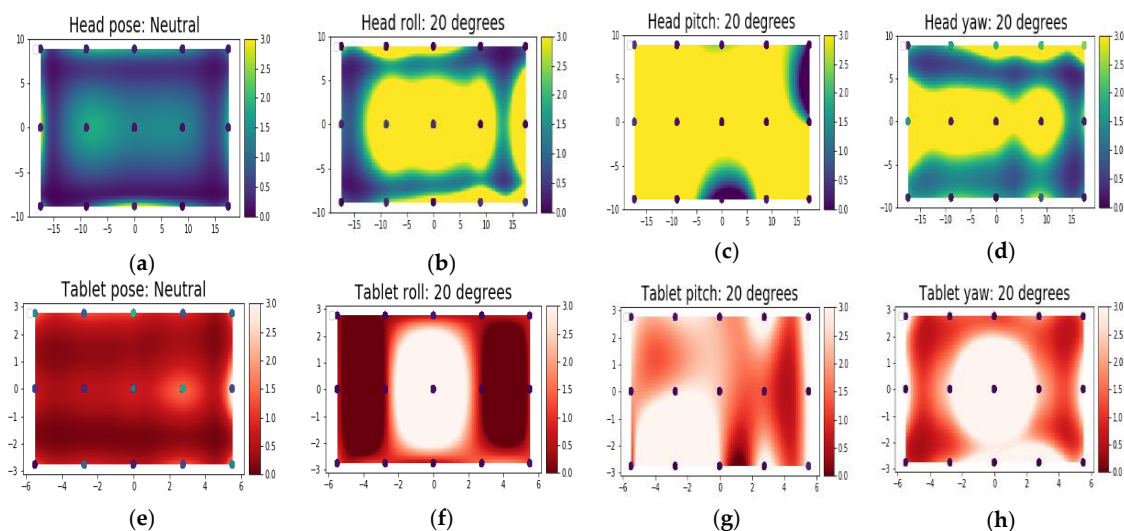 Head pose: Neutral
Head roll: 20 degrees
Head pitch: 20 degrees
Head yaw: 20 degrees
10 5 0 −5 −10
−15 −10 −5 0 5 10 15
3.0 2.5 2.0 1.5 1.0 0.5 0.0
10 5 0 −5 −10
−15 −10 −5 0 5 10 15
3.0 2.5 2.0 1.5 1.0 0.5 0.0
10 5 0 −5 −10
−15 −10 −5 0 5 10 15
3.0 2.5 2.0 1.5 1.0 0.5 0.0
10 5 0 −5 −10
−15 −10 −5 0 5 10 15
3.0 2.5 2.0 1.5 1.0 0.5 0.0
(a)
(b)
(c)
(d)
Tablet pose: Neutral
Tablet roll: 20 degrees
Tablet pitch: 20 degrees
Tablet yaw: 20 degrees
3 2 1 0 −1 −2 −3
−6 −4 −2 0 2 4 6
3.0 2.5 2.0 1.5 1.0 0.5 0.0
3 2 1 0 −1 −2 −3
−6 −4 −2 0 2 4 6
3.0 2.5 2.0 1.5 1.0 0.5 0.0
3 2 1 0 −1 −2 −3
−6 −4 −2 0 2 4 6
3.0 2.5 2.0 1.5 1.0 0.5 0.0
3 2 1 0 −1 −2 −3
−6 −4 −2 0 2 4 6
3.0 2.5 2.0 1.5 1.0 0.5 0.0
(e)
(f)
(g)
(h)